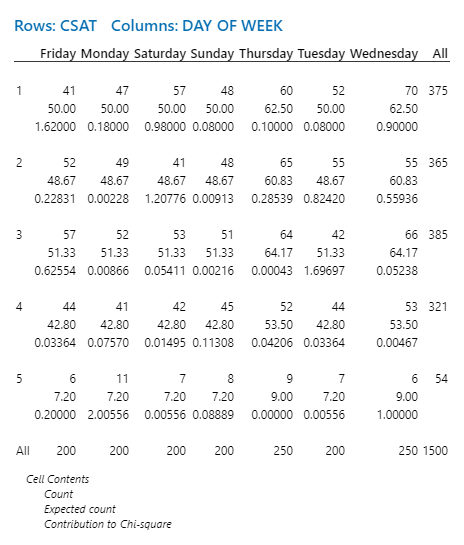 Rows: CSAT Columns: DAY OF WEEK
Friday Monday Saturday Sunday Thursday Tuesday Wednesday All
1 41 47 57 48 60 52 70 375
50.00 50.00 50.00 50.00 62.50 50.00 62.50
1.62000 0.18000 0.98000 0.08000 0.10000 0.08000 0.90000
2 52 49 41 48 65 55 55 365
48.67 48.67 48.67 48.67 60.83 48.67 60.83
0.22831 0.00228 1.20776 0.00913 0.28539 0.82420 0.55936
3 57 52 53 51 64 42 66 385
51.33 51.33 51.33 51.33 64.17 51.33 64.17
0.62554 0.00866 0.05411 0.00216 0.00043 1.69697 0.05238
4 44 41 42 45 52 44 53 321
42.80 42.80 42.80 42.80 53.50 42.80 53.50
0.03364 0.07570 0.01495 0.11308 0.04206 0.03364 0.00467
5 6 11 7 8 9 7 6 54
7.20 7.20 7.20 7.20 9.00 7.20 9.00
0.20000 2.00556 0.00556 0.08889 0.00000 0.00556 1.00000
All 200 200 200 200 250 200 250 1500
Cell Contents
Count
Expected count
Contribution to Chi-square